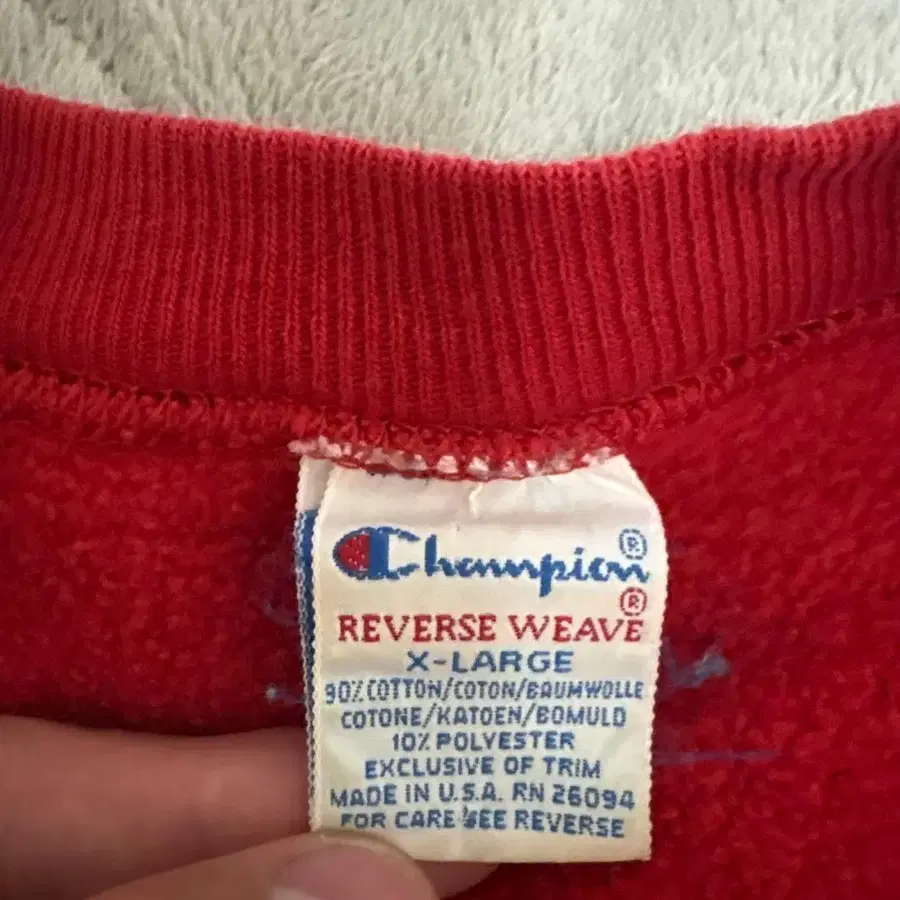 Champion®
REVERSE WEAVE®
X-LARGE
90% COTTON/COTON/BAUMWOLLE
COTONE/KATOEN/BOMULD
10% POLYESTER
EXCLUSIVE OF TRIM
MADE IN U.S.A. RN 26094
FOR CARE SEE REVERSE